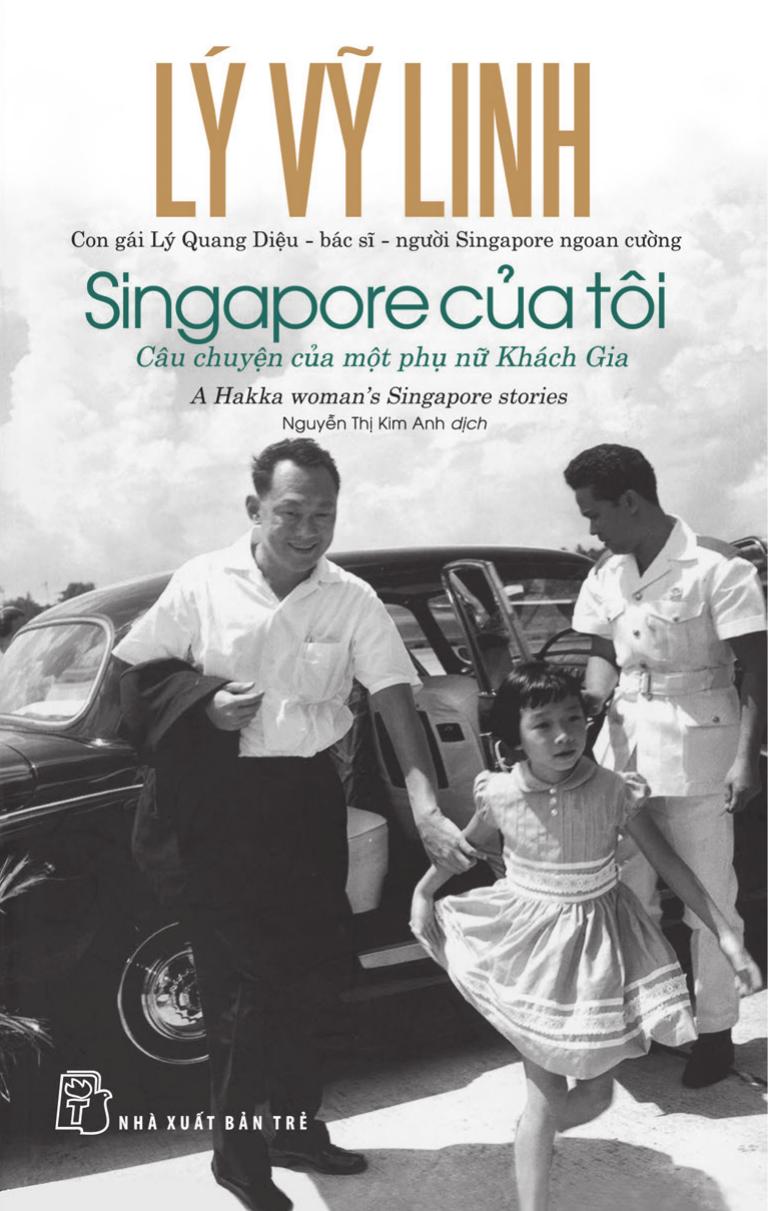 LÝ VỸ LINH
Con gái Lý Quang Diệu - bác sĩ - người Singapore ngoan cường
Singapore của tôi
Câu chuyện của một phụ nữ Khách Gia
A Hakka woman's Singapore stories
Nguyễn Thị Kim Anh dịch
NHÀ XUẤT BẢN TRẺ